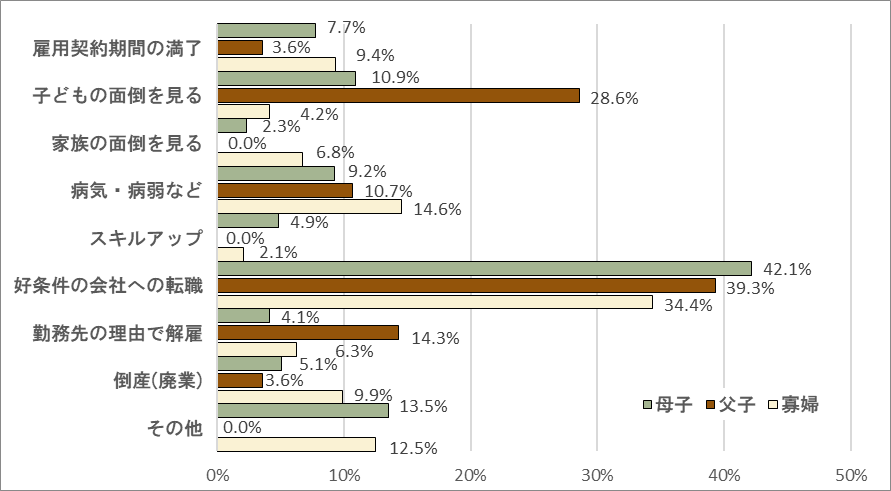 雇用契約期間の満了
7.7%
3.6%
9.4%
子どもの面倒を見る
10.9%
28.6%
4.2%
家族の面倒を見る
2.3%
0.0%
6.8%
病気・病弱など
9.2%
10.7%
14.6%
スキルアップ
4.9%
0.0%
2.1%
好条件の会社への転職
42.1%
39.3%
34.4%
勤務先の理由で解雇
4.1%
14.3%
6.3%
倒産(廃業)
5.1%
3.6%
9.9%
その他
13.5%
0.0%
12.5%
母子 父子 寡婦
0% 10% 20% 30% 40% 50%